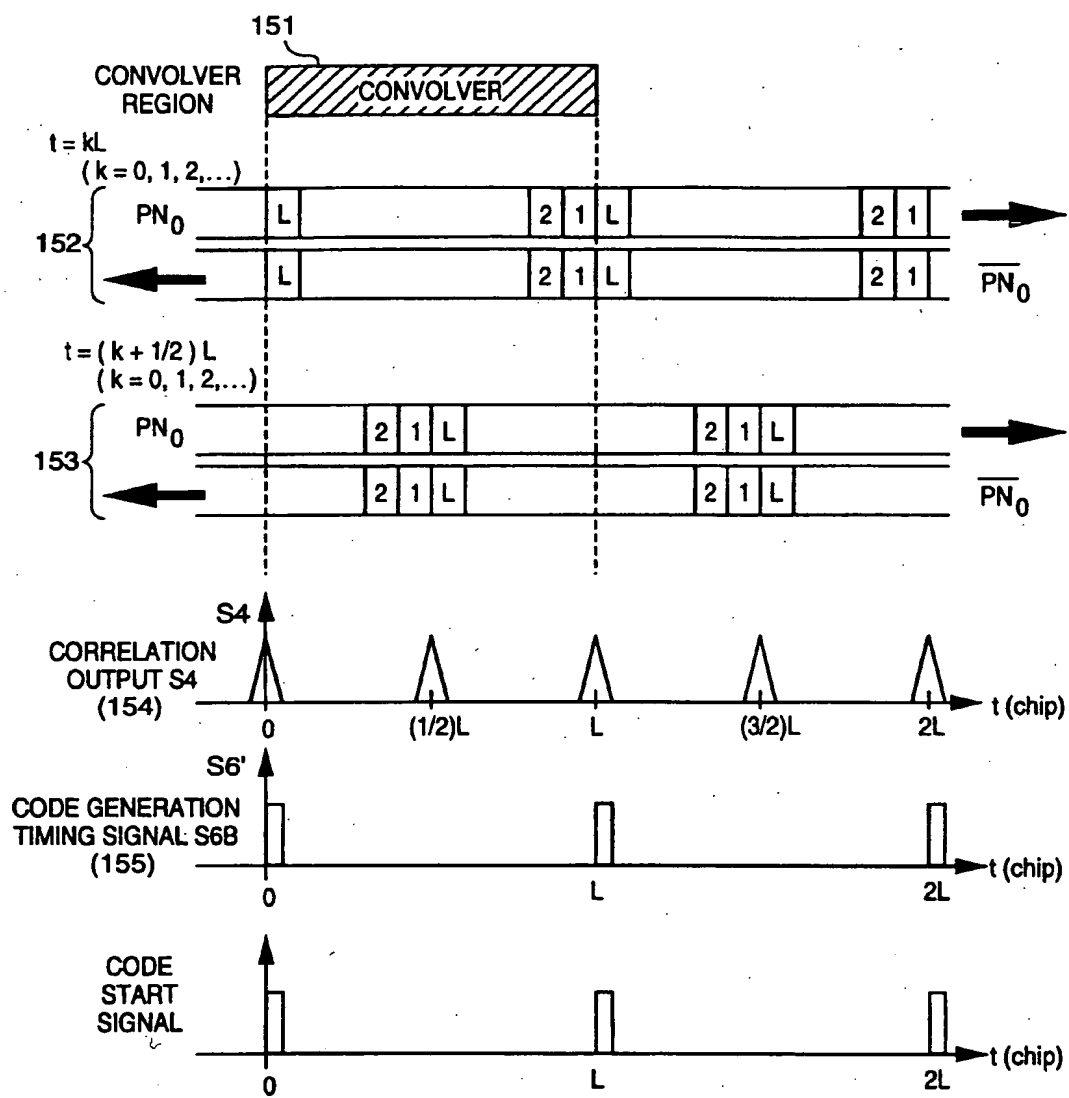 151
CONVOLVER
REGION
CONVOLVER
t = kL
( k = 0, 1, 2,...)
PN₀ L 2 1 L 2 1
152
L 2 1 L 2 1 P̅N̅₀
t = ( k + 1/2 ) L
( k = 0, 1, 2,...)
PN₀ 2 1 L 2 1 L
153
2 1 L 2 1 L P̅N̅₀
S4
CORRELATION
OUTPUT S4
(154)
t (chip)
0 (1/2)L L (3/2)L 2L
S6'
CODE GENERATION
TIMING SIGNAL S6B
(155)
t (chip)
0 L 2L
CODE
START
SIGNAL
t (chip)
0 L 2L